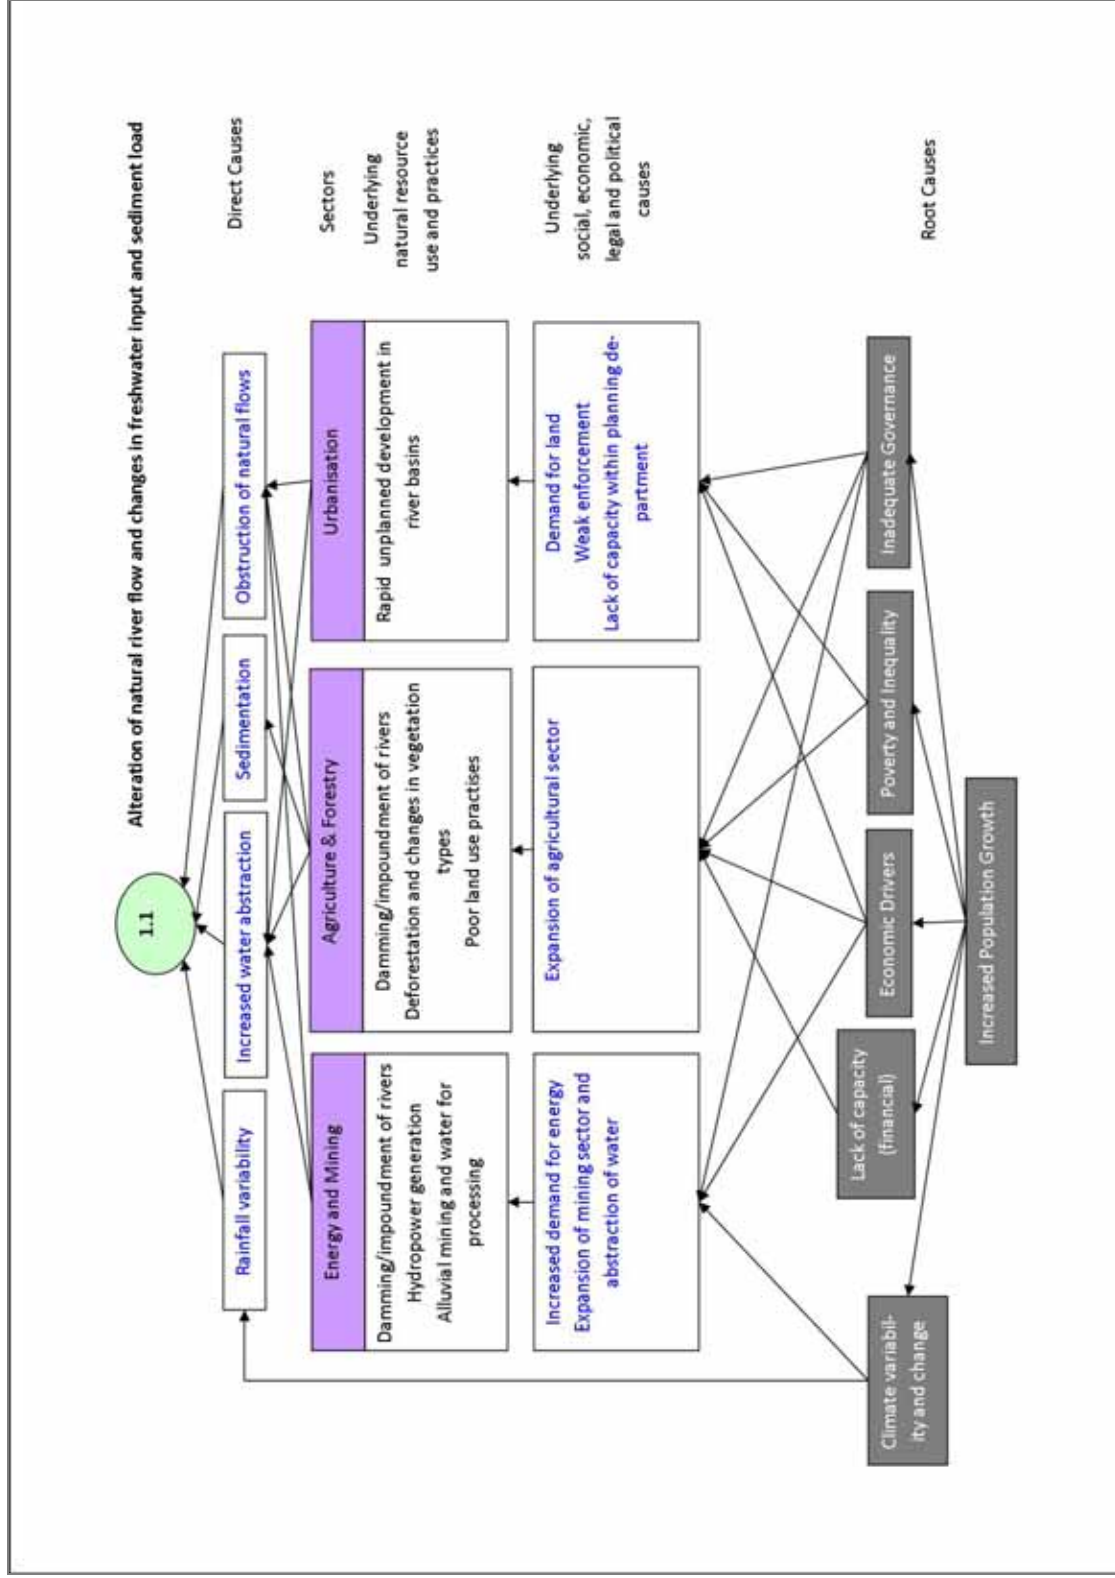 Alteration of natural river flow and changes in freshwater input and sediment load
1.1
Direct Causes
Rainfall variability
Increased water abstraction
Sedimentation
Obstruction of natural flows
Sectors
Energy and Mining
Agriculture & Forestry
Urbanisation
Underlying
natural resource
use and practices
Damming/impoundment of rivers
Hydropower generation
Alluvial mining and water for
processing
Damming/impoundment of rivers
Deforestation and changes in vegetation
types
Poor land use practises
Rapid unplanned development in
river basins
Underlying
social, economic,
legal and political
causes
Increased demand for energy
Expansion of mining sector and
abstraction of water
Expansion of agricultural sector
Demand for land
Weak enforcement
Lack of capacity within planning de-
partment
Root Causes
Climate variabil-
ity and change
Lack of capacity
(financial)
Economic Drivers
Poverty and Inequality
Inadequate Governance
Increased Population Growth